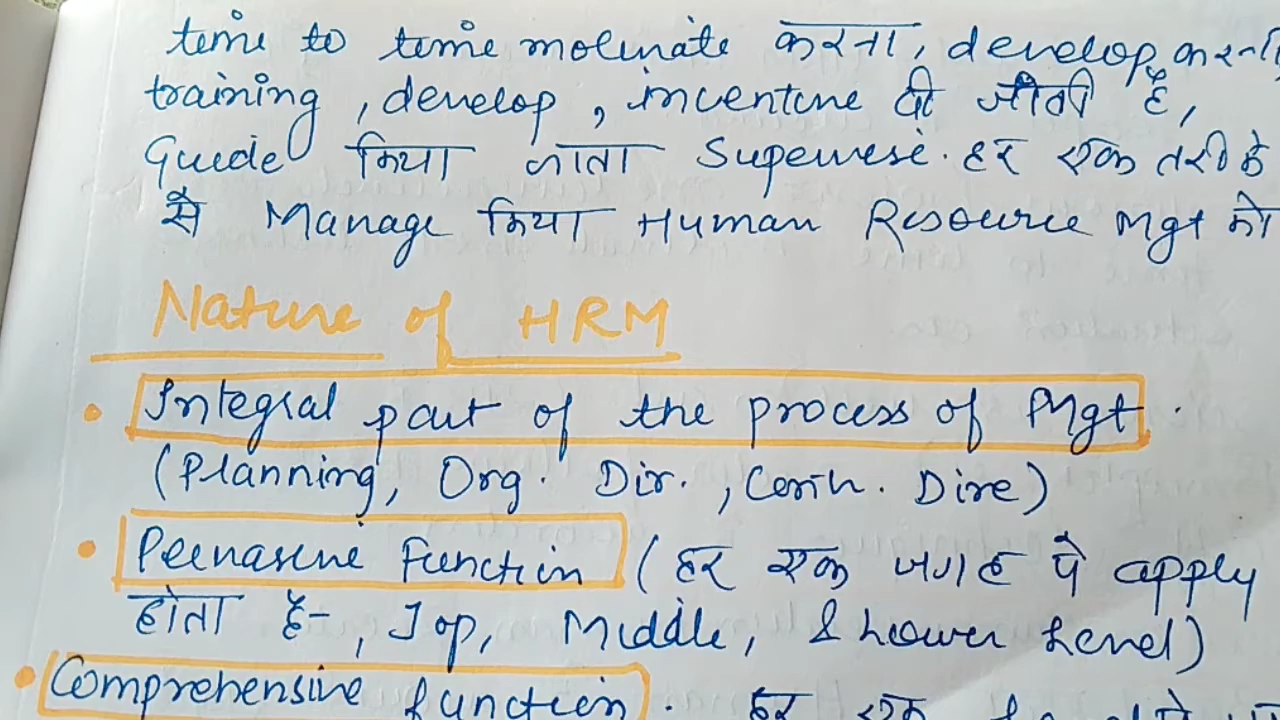 time to time motivate करना, develop करना,
training, develop, incentive दी जाती है,
Guide किया जाता Supervise. हर एक तरीके
से Manage किया Human Resource Mgt को
Nature of HRM
• Integral part of the process of Mgt.
(Planning, Org. Dir., Dire)
• Pervasive Function (हर एक जगह पे apply
होता है-, Top, Middle, & Lower Level)
• Comprehensive function. हर एक